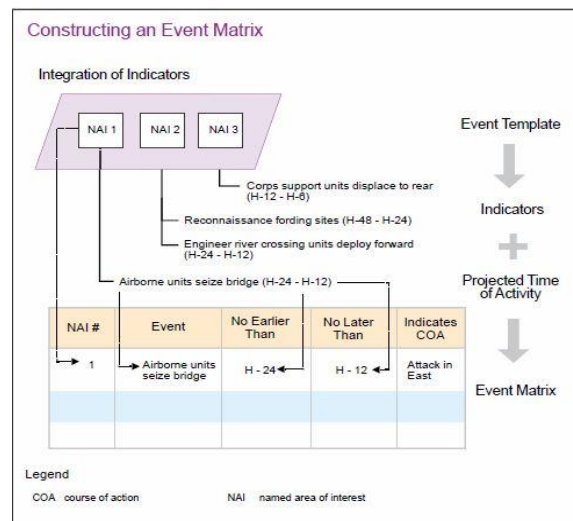 Constructing an Event Matrix
Integration of Indicators
NAI 1
NAI 2
NAI 3
Corps support units displace to rear
(H-12 - H-6)
Reconnaissance fording sites (H-48 - H-24)
Engineer river crossing units deploy forward
(H-24 - H-12)
Airborne units seize bridge (H-24 - H-12)
Event Template
Indicators
Projected Time
of Activity
Event Matrix
NAI #
Event
No Earlier
Than
No Later
Than
Indicates
COA
1
Airborne units
seize bridge
H - 24
H - 12
Attack in
East
Legend
COA course of action
NAI named area of interest